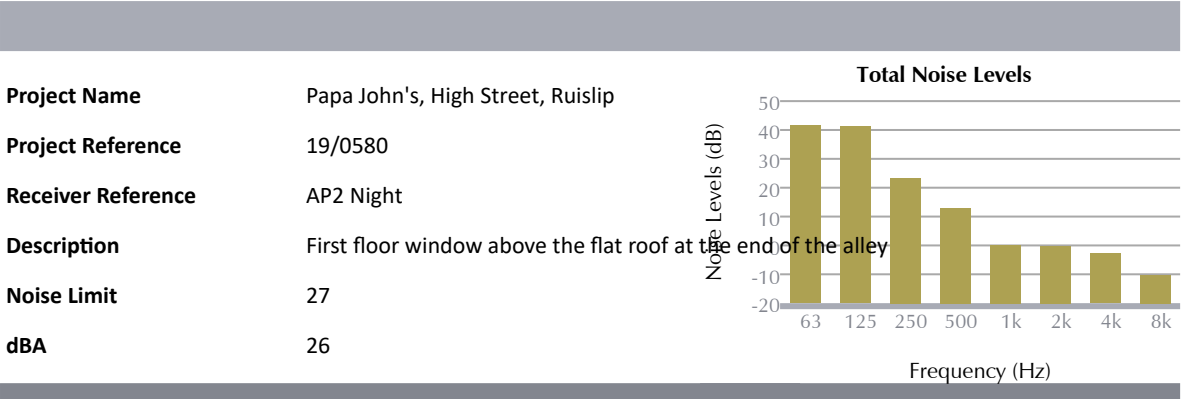 Project Name Papa John's, High Street, Ruislip
Project Reference 19/0580
Receiver Reference AP2 Night
Description First floor window above the flat roof at the end of the alley
Noise Limit 27
dBA 26
Total Noise Levels
Noise Levels (dB)
50
40
30
20
10
0
-10
-20
63 125 250 500 1k 2k 4k 8k
Frequency (Hz)